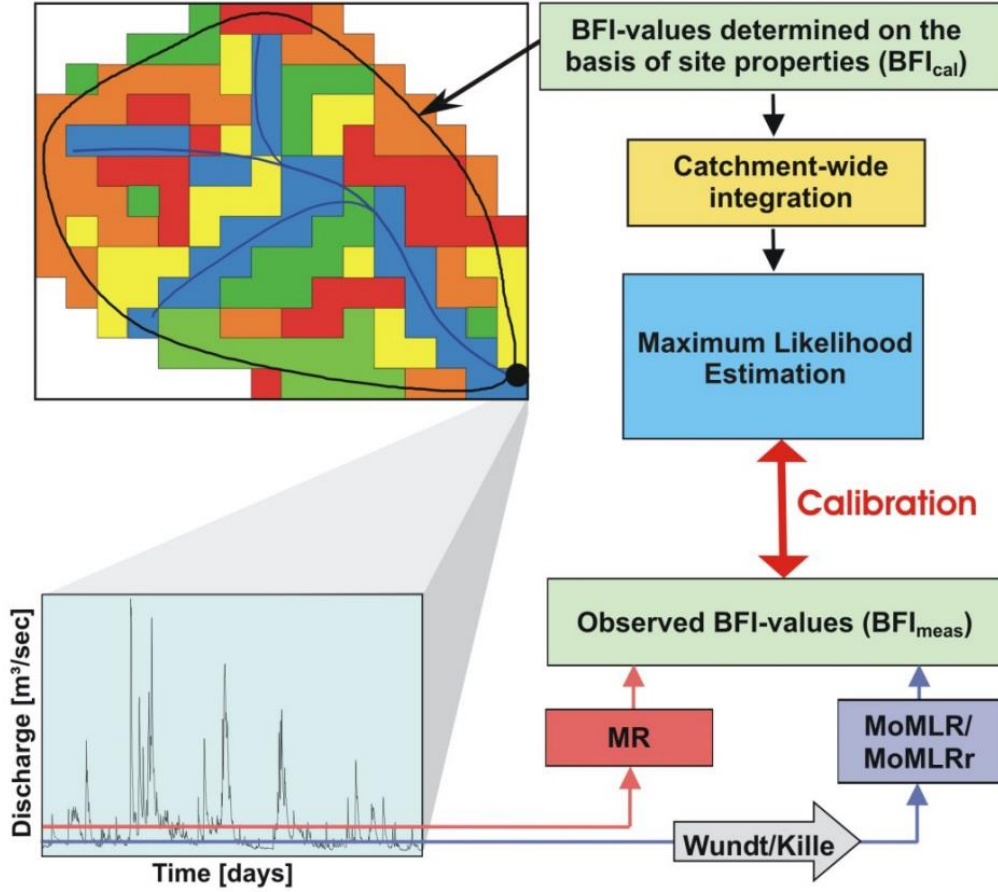 BFI-values determined on the
basis of site properties (BFIcal)
Catchment-wide
integration
Maximum Likelihood
Estimation
Calibration
Observed BFI-values (BFImeas)
MR
MoMLR/
MoMLRr
Wundt/Kille
Discharge [m³/sec]
Time [days]